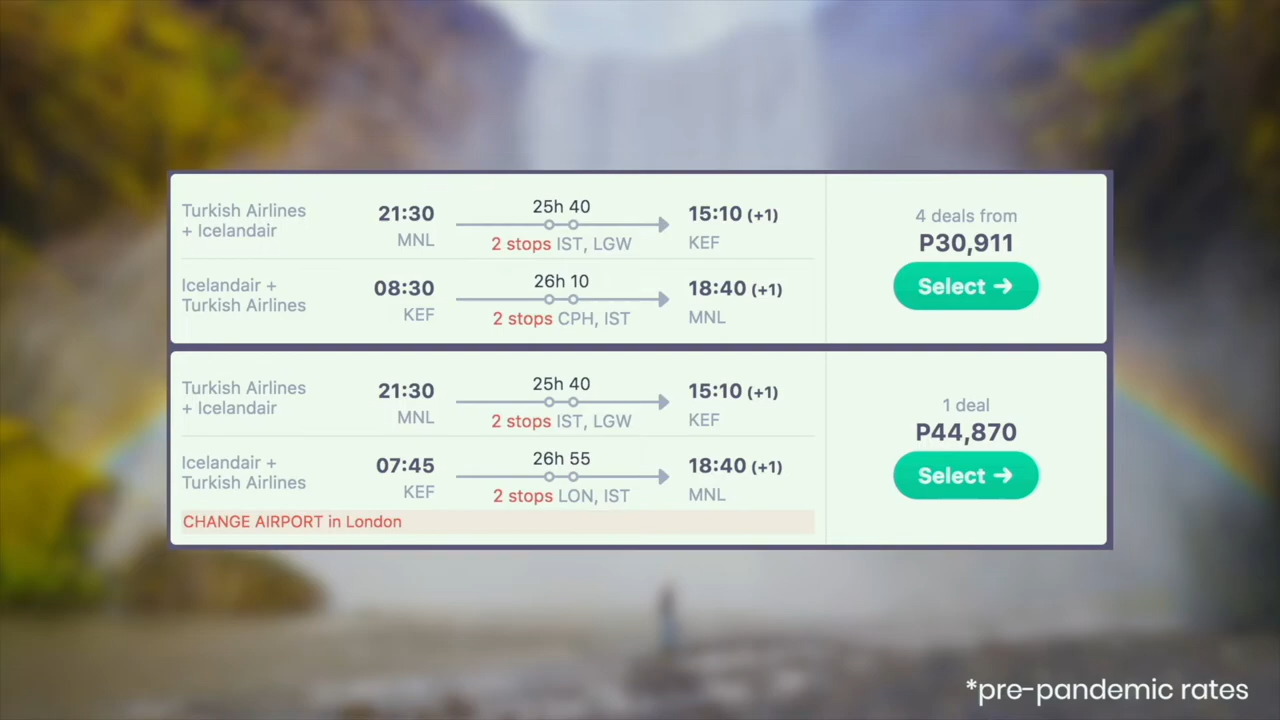 Turkish Airlines
+ Icelandair
21:30
MNL
25h 40
2 stops IST, LGW
15:10 (+1)
KEF
Icelandair +
Turkish Airlines
08:30
KEF
26h 10
2 stops CPH, IST
18:40 (+1)
MNL
4 deals from
P30,911
Select →
Turkish Airlines
+ Icelandair
21:30
MNL
25h 40
2 stops IST, LGW
15:10 (+1)
KEF
Icelandair +
Turkish Airlines
07:45
KEF
26h 55
2 stops LON, IST
18:40 (+1)
MNL
CHANGE AIRPORT in London
1 deal
P44,870
Select →
*pre-pandemic rates